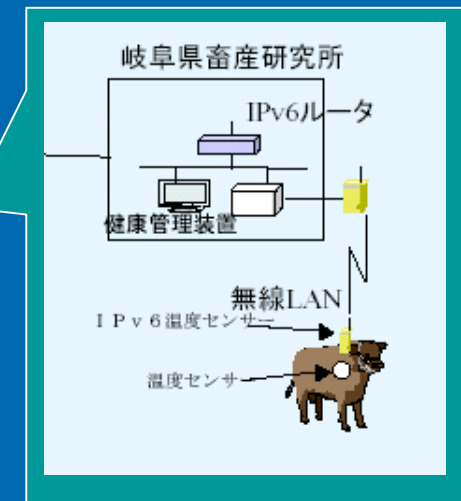 岐阜県畜産研究所
IPv6ルータ
健康管理装置
無線LAN
ＩＰｖ６温度センサー
温度センサ